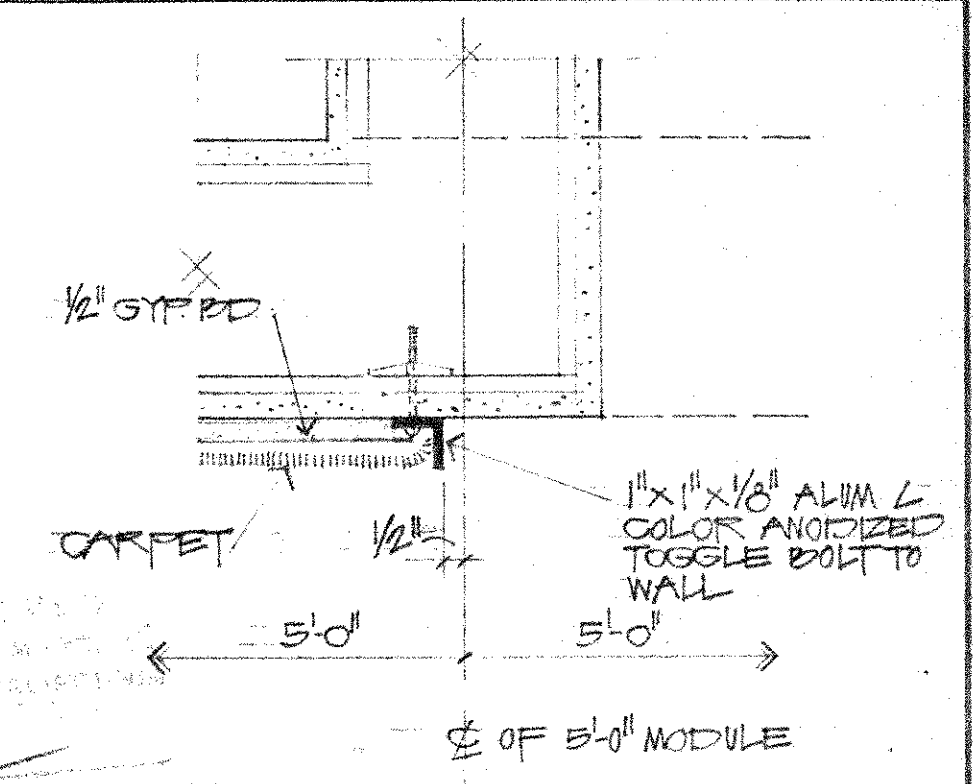 1/2" GYP. BD.
1"x1"x1/8" ALUM L
COLOR ANODIZED
TOGGLE BOLT TO
WALL
CARPET
1/2"
5'-0"
5'-0"
℄ OF 5'-0" MODULE